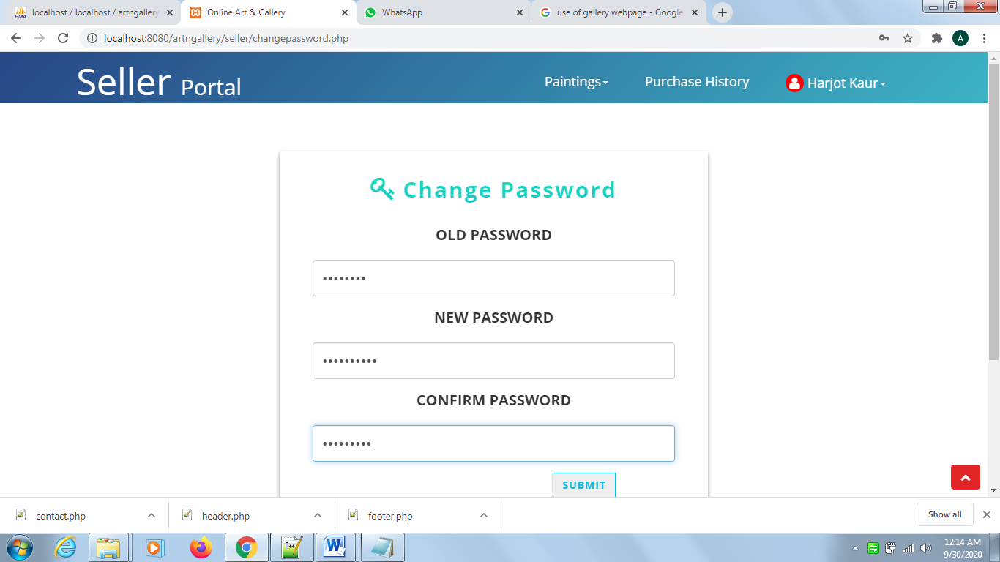 localhost / localhost / artngallery
Online Art & Gallery
WhatsApp
use of gallery webpage - Google
localhost:8080/artngallery/seller/changepassword.php
A
Seller Portal
Paintings
Purchase History
Harjot Kaur
Change Password
OLD PASSWORD
••••••••
NEW PASSWORD
••••••••••
CONFIRM PASSWORD
•••••••••
SUBMIT
contact.php
header.php
footer.php
Show all
12:14 AM
9/30/2020